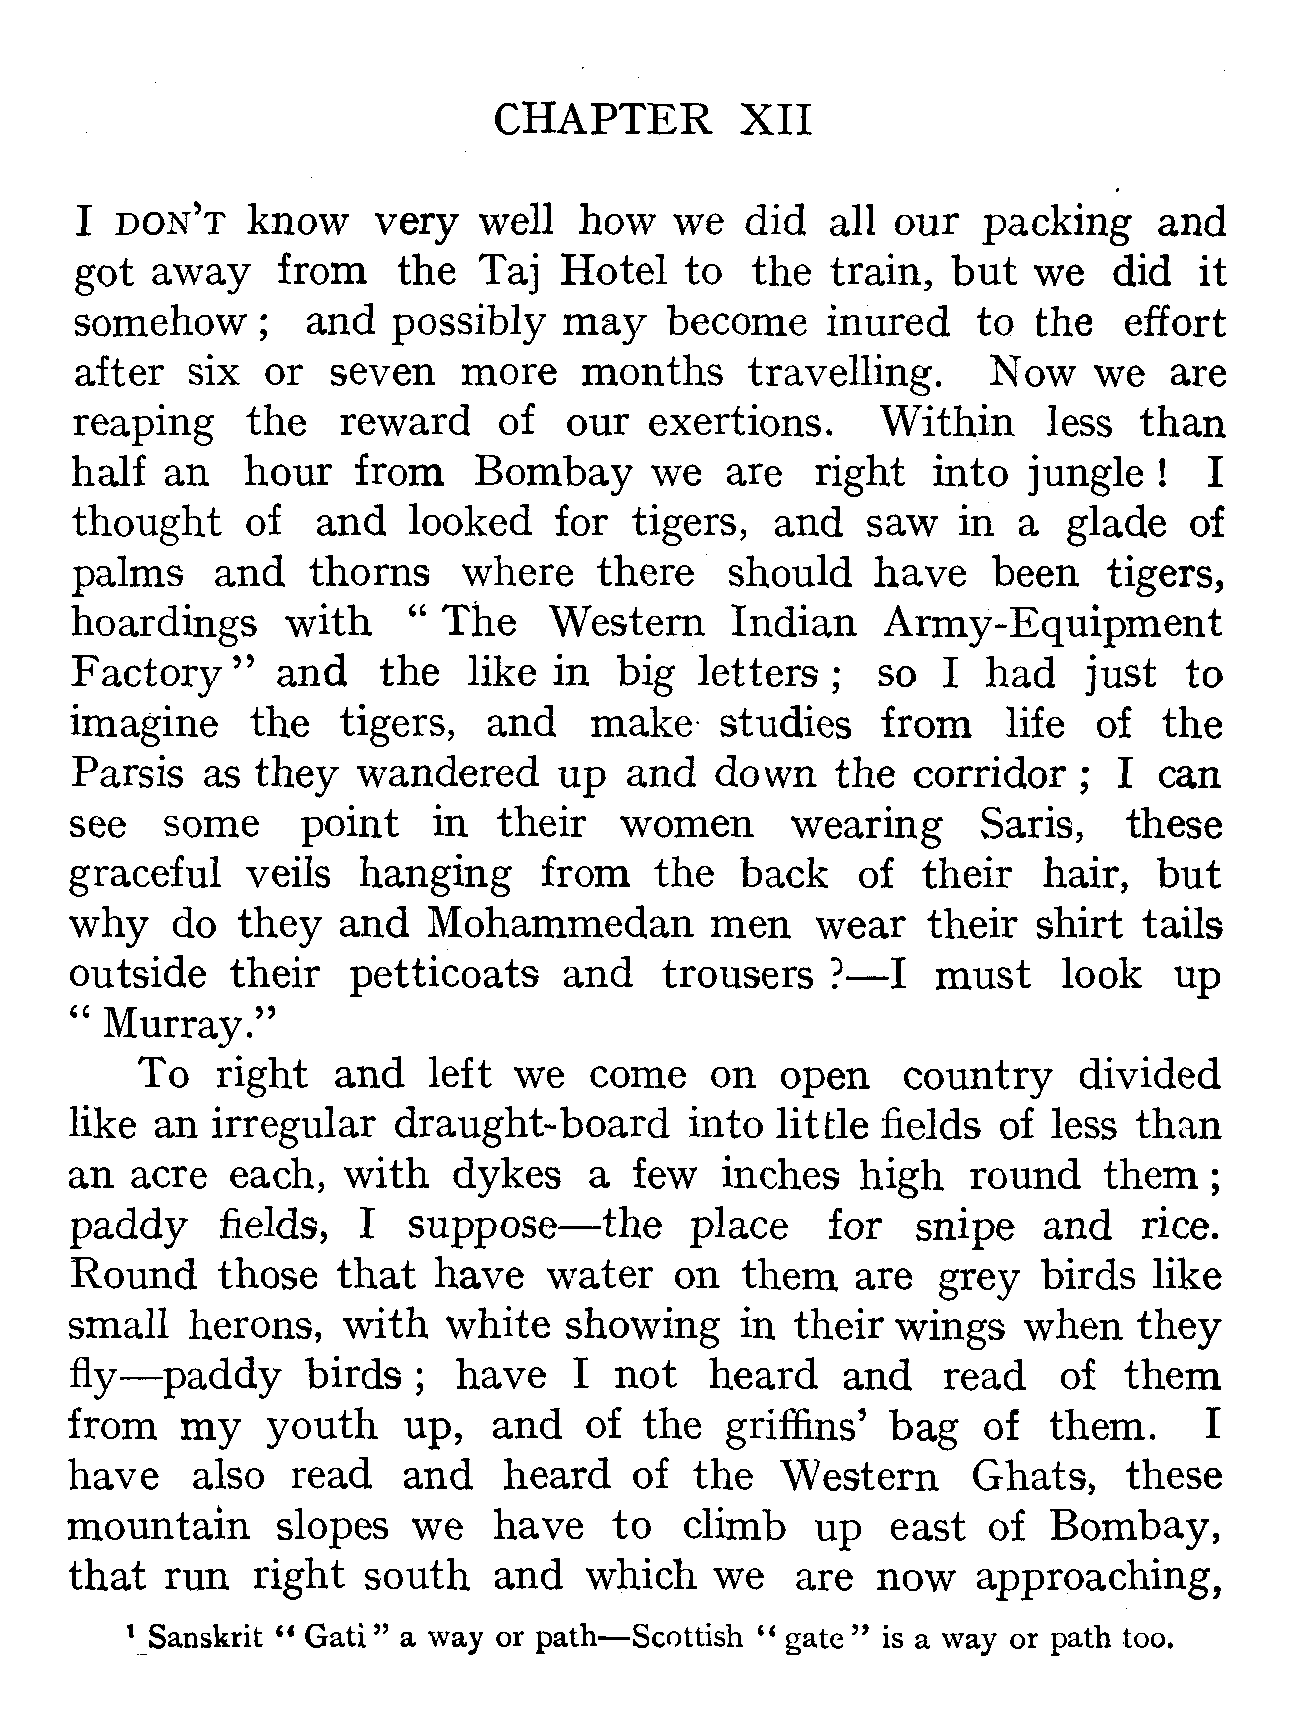 CHAPTER XII
I DON'T know very well how we did all our packing and
got away from the Taj Hotel to the train, but we did it
somehow ; and possibly may become inured to the effort
after six or seven more months travelling. Now we are
reaping the reward of our exertions. Within less than
half an hour from Bombay we are right into jungle ! I
thought of and looked for tigers, and saw in a glade of
palms and thorns where there should have been tigers,
hoardings with “ The Western Indian Army-Equipment
Factory ” and the like in big letters ; so I had just to
imagine the tigers, and make studies from life of the
Parsis as they wandered up and down the corridor ; I can
see some point in their women wearing Saris, these
graceful veils hanging from the back of their hair, but
why do they and Mohammedan men wear their shirt tails
outside their petticoats and trousers ?—I must look up
“ Murray.”
To right and left we come on open country divided
like an irregular draught-board into little fields of less than
an acre each, with dykes a few inches high round them ;
paddy fields, I suppose—the place for snipe and rice.
Round those that have water on them are grey birds like
small herons, with white showing in their wings when they
fly—paddy birds ; have I not heard and read of them
from my youth up, and of the griffins’ bag of them. I
have also read and heard of the Western Ghats, these
mountain slopes we have to climb up east of Bombay,
that run right south and which we are now approaching,
¹ Sanskrit “ Gati ” a way or path—Scottish “ gate ” is a way or path too.